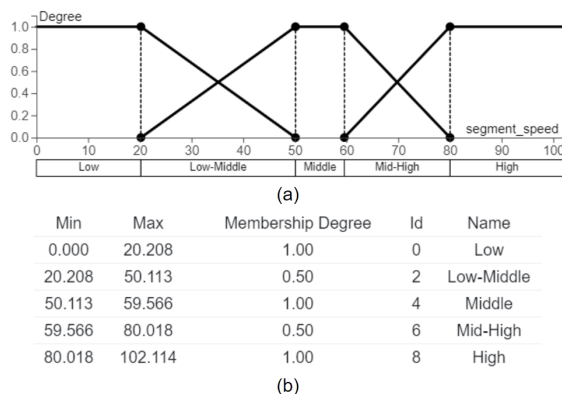 Degree
1.0
0.8
0.6
0.4
0.2
0.0
segment_speed
0 10 20 30 40 50 60 70 80 90 100
Low Low-Middle Middle Mid-High High
(a)
Min Max Membership Degree Id Name
0.000 20.208 1.00 0 Low
20.208 50.113 0.50 2 Low-Middle
50.113 59.566 1.00 4 Middle
59.566 80.018 0.50 6 Mid-High
80.018 102.114 1.00 8 High
(b)